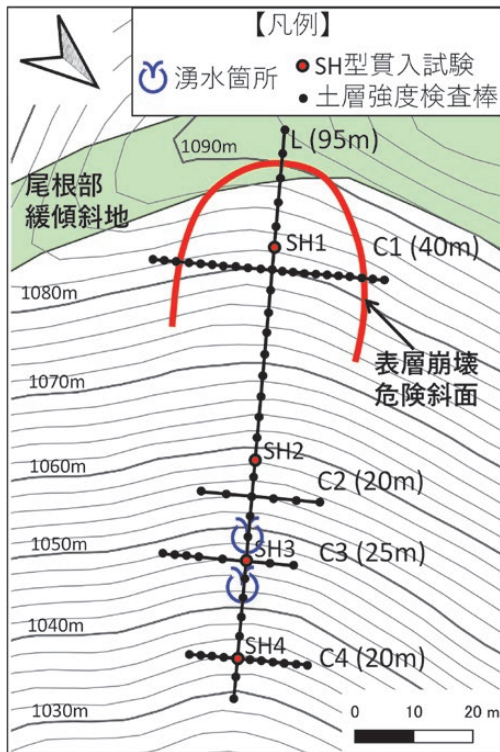 【凡例】
湧水箇所
SH型貫入試験
土層強度検査棒
L (95m)
1090m
尾根部
緩傾斜地
SH1
C1 (40m)
1080m
表層崩壊
危険斜面
1070m
1060m
SH2
C2 (20m)
1050m
SH3
C3 (25m)
1040m
SH4
C4 (20m)
1030m
0 10 20 m